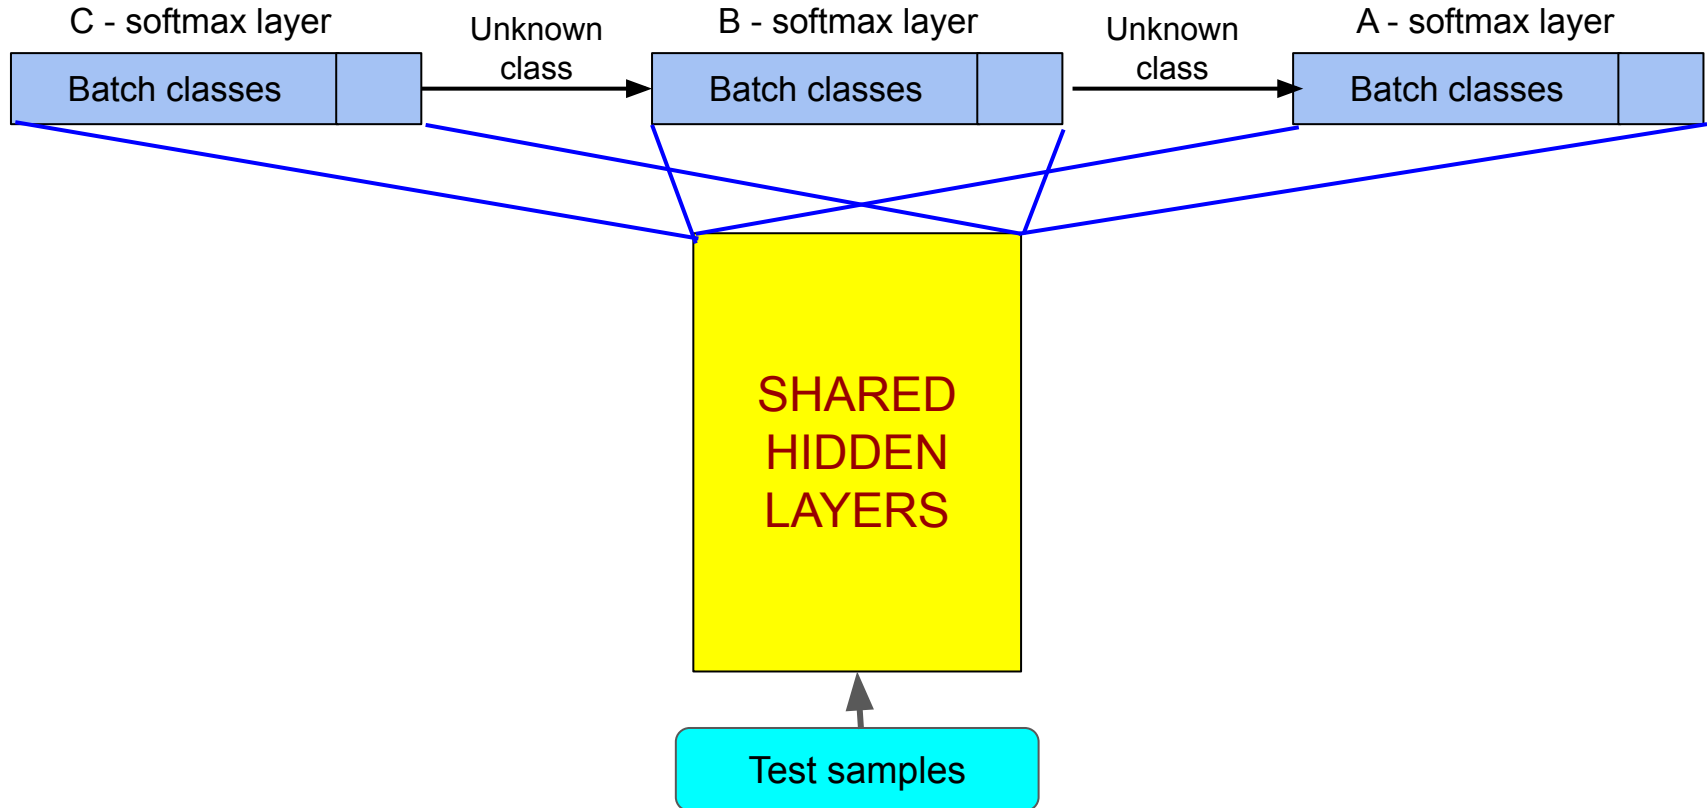 C - softmax layer
Unknown
class
B - softmax layer
Unknown
class
A - softmax layer
Batch classes
Batch classes
Batch classes
SHARED
HIDDEN
LAYERS
Test samples